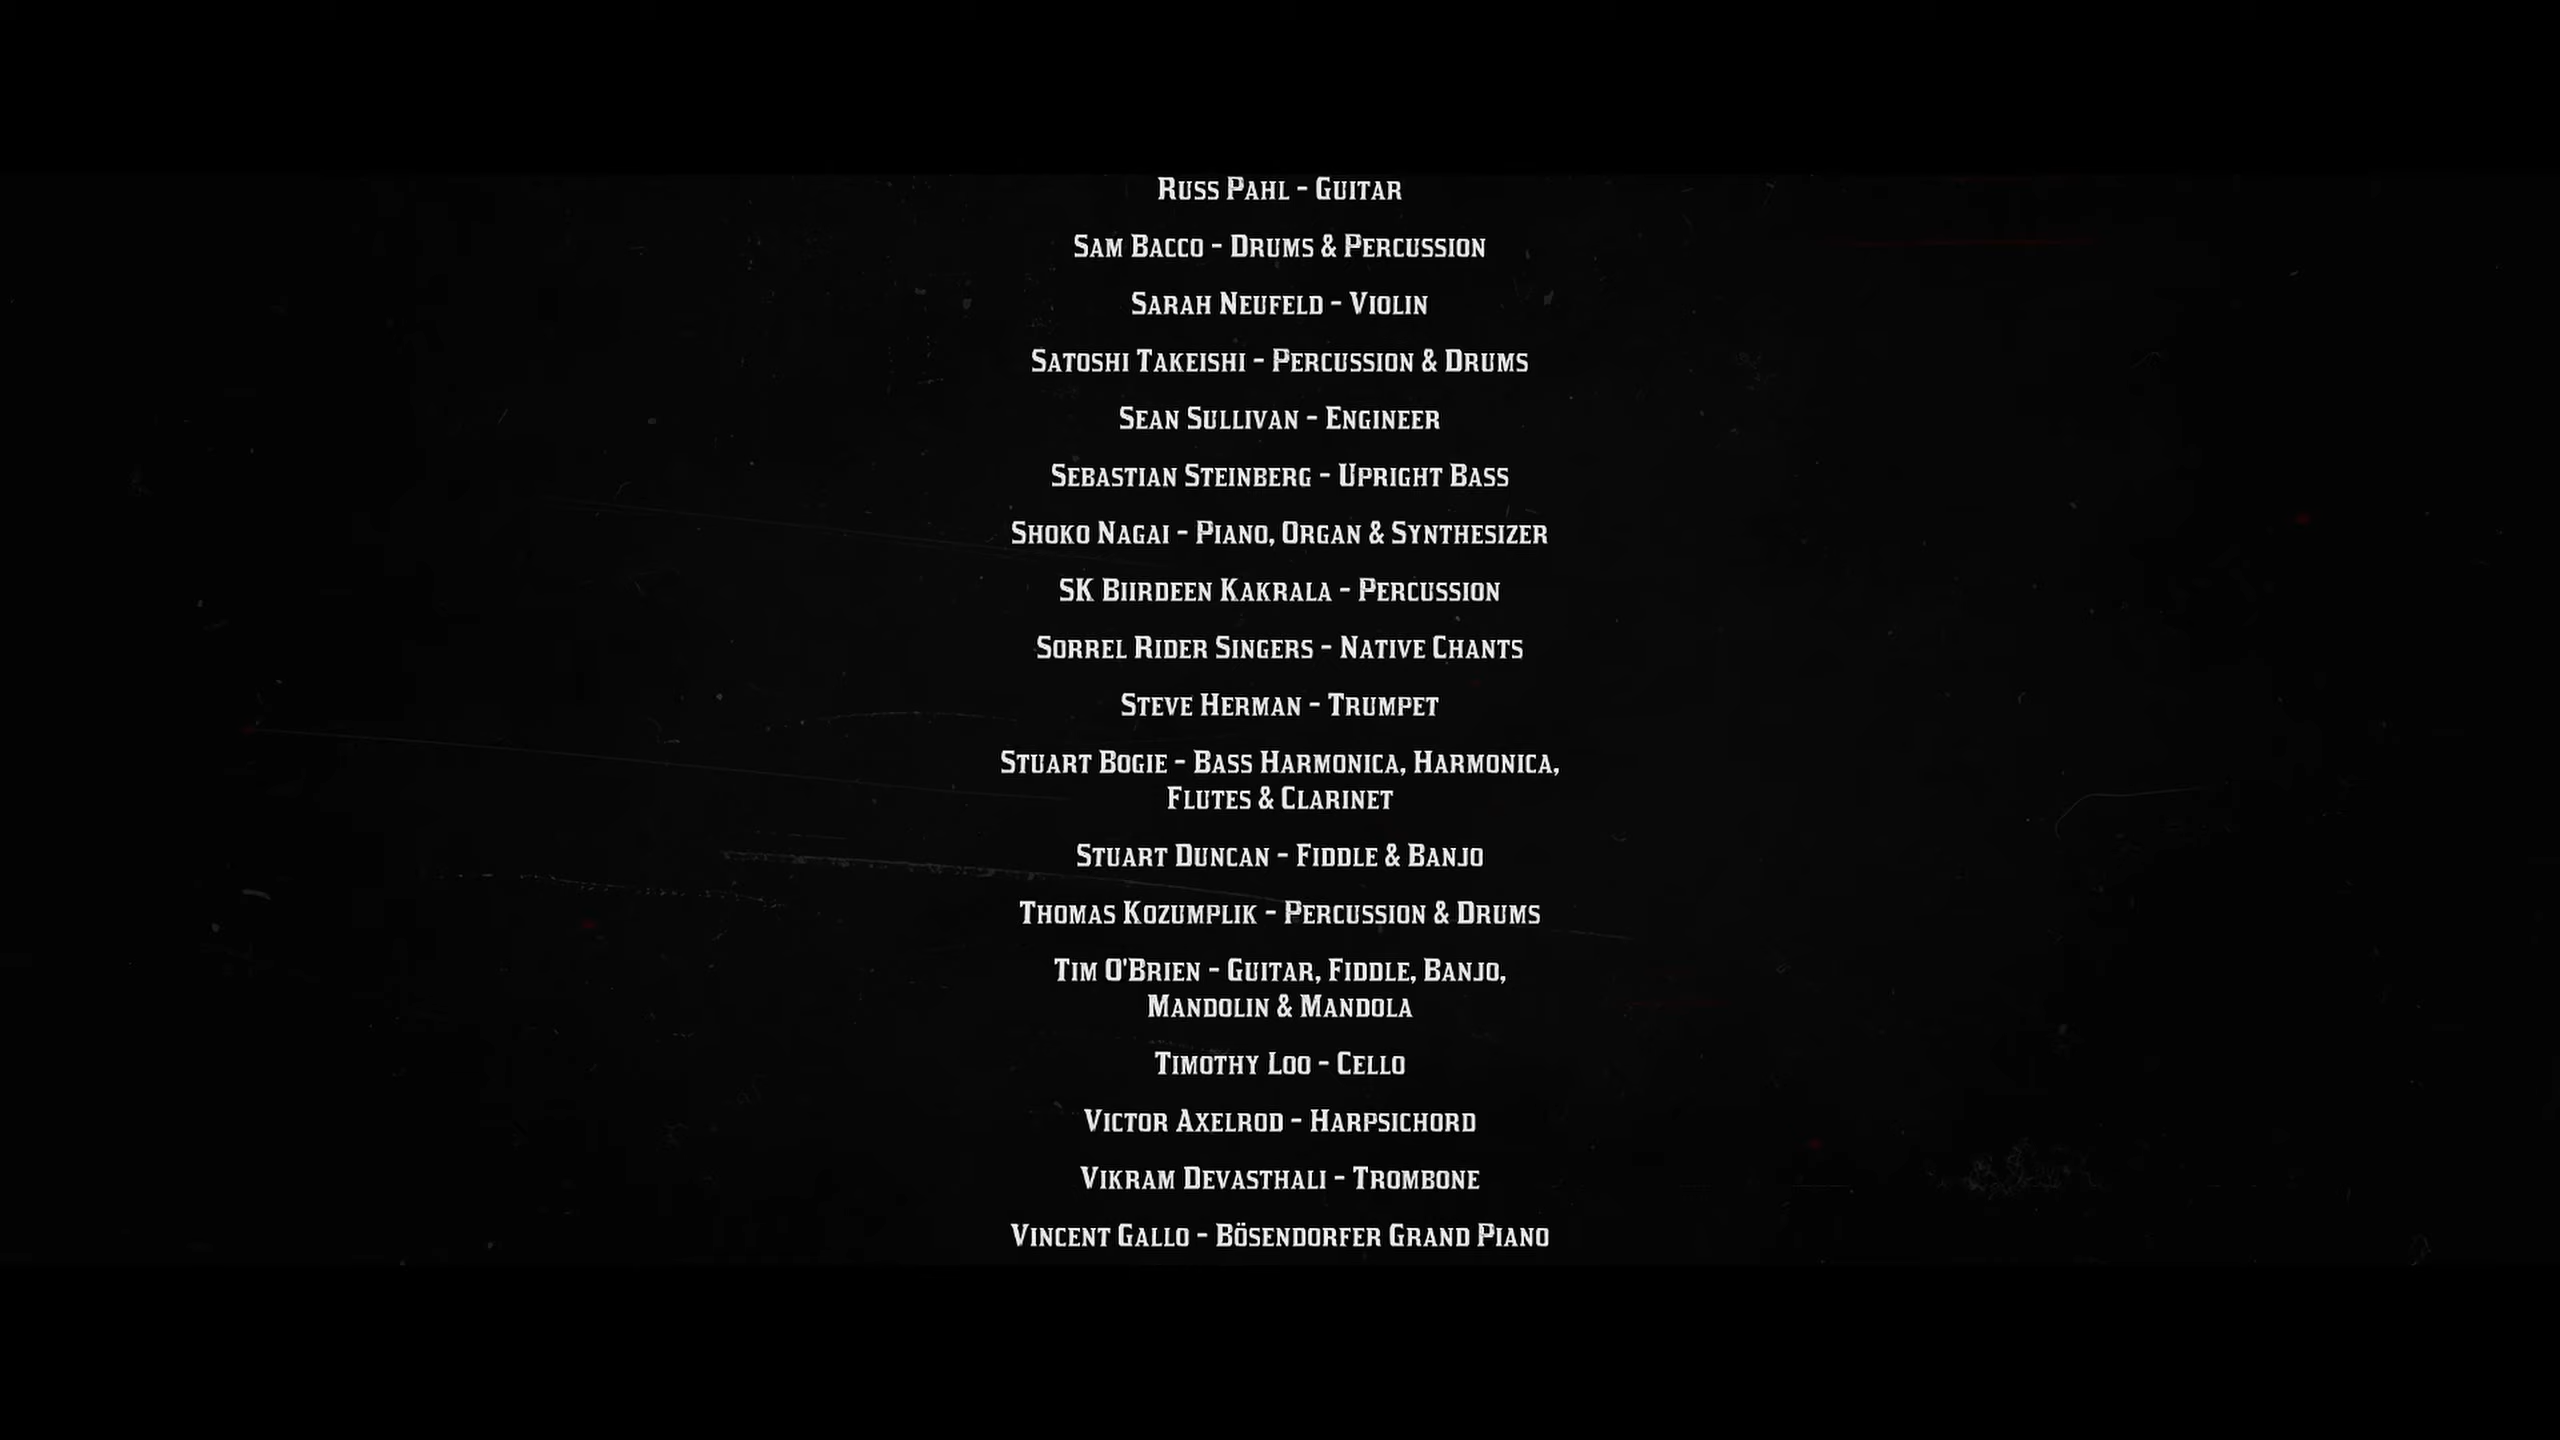 Russ Pahl - Guitar
Sam Bacco - Drums & Percussion
Sarah Neufeld - Violin
Satoshi Takeishi - Percussion & Drums
Sean Sullivan - Engineer
Sebastian Steinberg - Upright Bass
Shoko Nagai - Piano, Organ & Synthesizer
SK Biirdeen Kakrala - Percussion
Sorrel Rider Singers - Native Chants
Steve Herman - Trumpet
Stuart Bogie - Bass Harmonica, Harmonica,
Flutes & Clarinet
Stuart Duncan - Fiddle & Banjo
Thomas Kozumplik - Percussion & Drums
Tim O'Brien - Guitar, Fiddle, Banjo,
Mandolin & Mandola
Timothy Loo - Cello
Victor Axelrod - Harpsichord
Vikram Devasthali - Trombone
Vincent Gallo - Bösendorfer Grand Piano